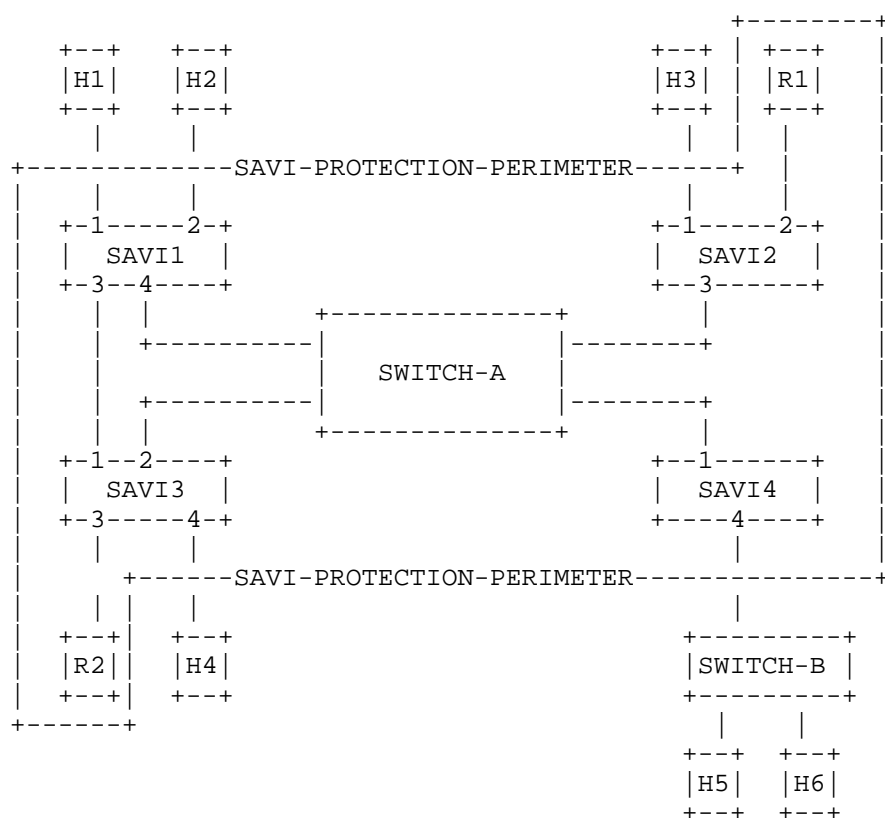 +--------+
      +--+   +--+                                  +--+   |  +--+   |
      |H1|   |H2|                                  |H3|   |  |R1|   |
      +--+   +--+                                  +--+   |  +--+   |
        |     |                                      |  |   |      |
+-------------SAVI-PROTECTION-PERIMETER------+  |      |
|    |     |                              |     |      |
|  +-1-----2-+                          +-1-----2-+    |
|  |  SAVI1  |                          |  SAVI2  |    |
|  +-3--4----+                          +--3------+    |
|    |  |          +--------------+        |           |
|    |  +----------|              |--------+           |
|    |             |   SWITCH-A   |                    |
|    |  +----------|              |--------+           |
|    |  |          +--------------+        |           |
|  +-1--2----+                          +--1------+    |
|  |  SAVI3  |                          |  SAVI4  |    |
|  +-3-----4-+                          +----4----+    |
|    |     |                                 |         |
|      +------SAVI-PROTECTION-PERIMETER---------------+
|    | |   |                                 |
|  +--+|  +--+                            +---------+
|  |R2||  |H4|                            |SWITCH-B |
|  +--+|  +--+                            +---------+
+------+                                    |    |
                                          +--+  +--+
                                          |H5|  |H6|
                                          +--+  +--+